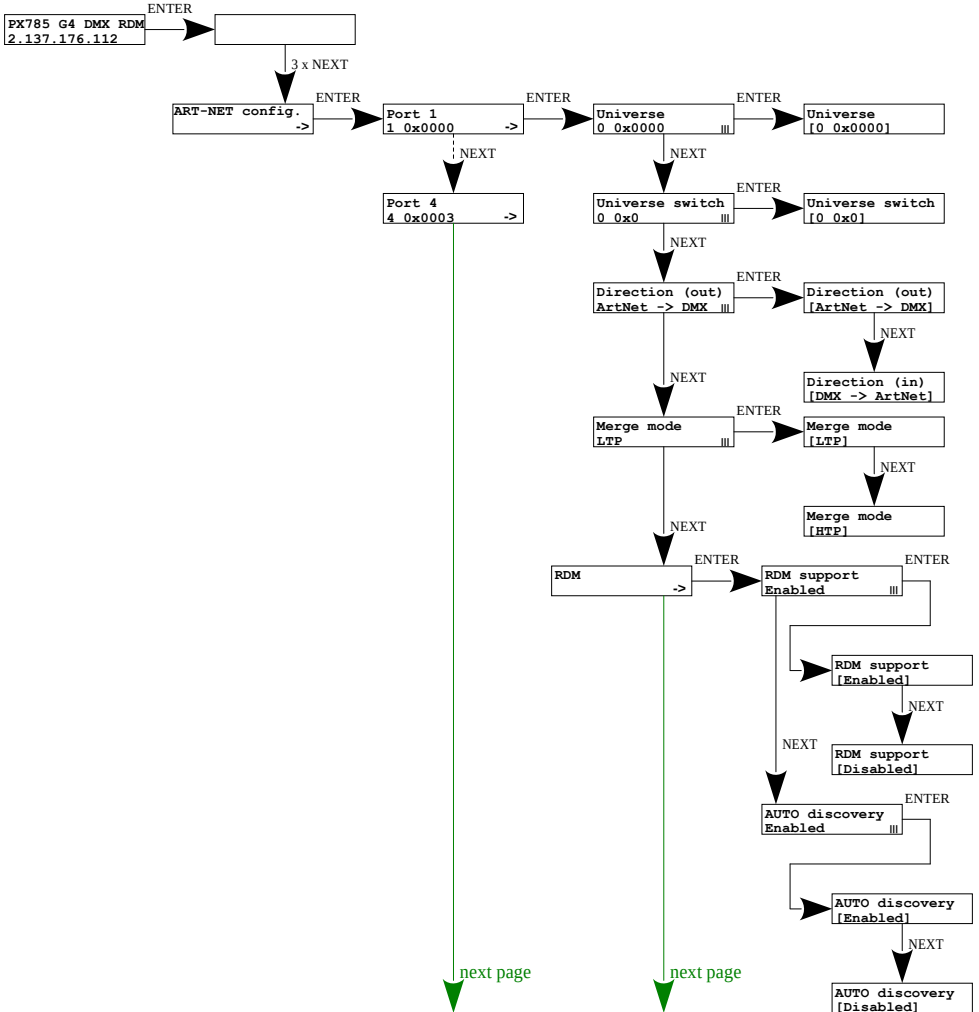 ENTER
PX785 G4 DMX RDM
2.137.176.112
3 x NEXT
ART-NET config.
->
ENTER
Port 1
1 0x0000 ->
ENTER
Universe
0 0x0000
ENTER
Universe
[0 0x0000]
NEXT
NEXT
Port 4
4 0x0003 ->
Universe switch
0 0x0
ENTER
Universe switch
[0 0x0]
NEXT
Direction (out)
ArtNet -> DMX
ENTER
Direction (out)
[ArtNet -> DMX]
NEXT
Direction (in)
[DMX -> ArtNet]
NEXT
Merge mode
LTP
ENTER
Merge mode
[LTP]
NEXT
Merge mode
[HTP]
NEXT
RDM
->
ENTER
RDM support
Enabled
ENTER
RDM support
[Enabled]
NEXT
RDM support
[Disabled]
NEXT
AUTO discovery
Enabled
ENTER
AUTO discovery
[Enabled]
NEXT
AUTO discovery
[Disabled]
next page
next page